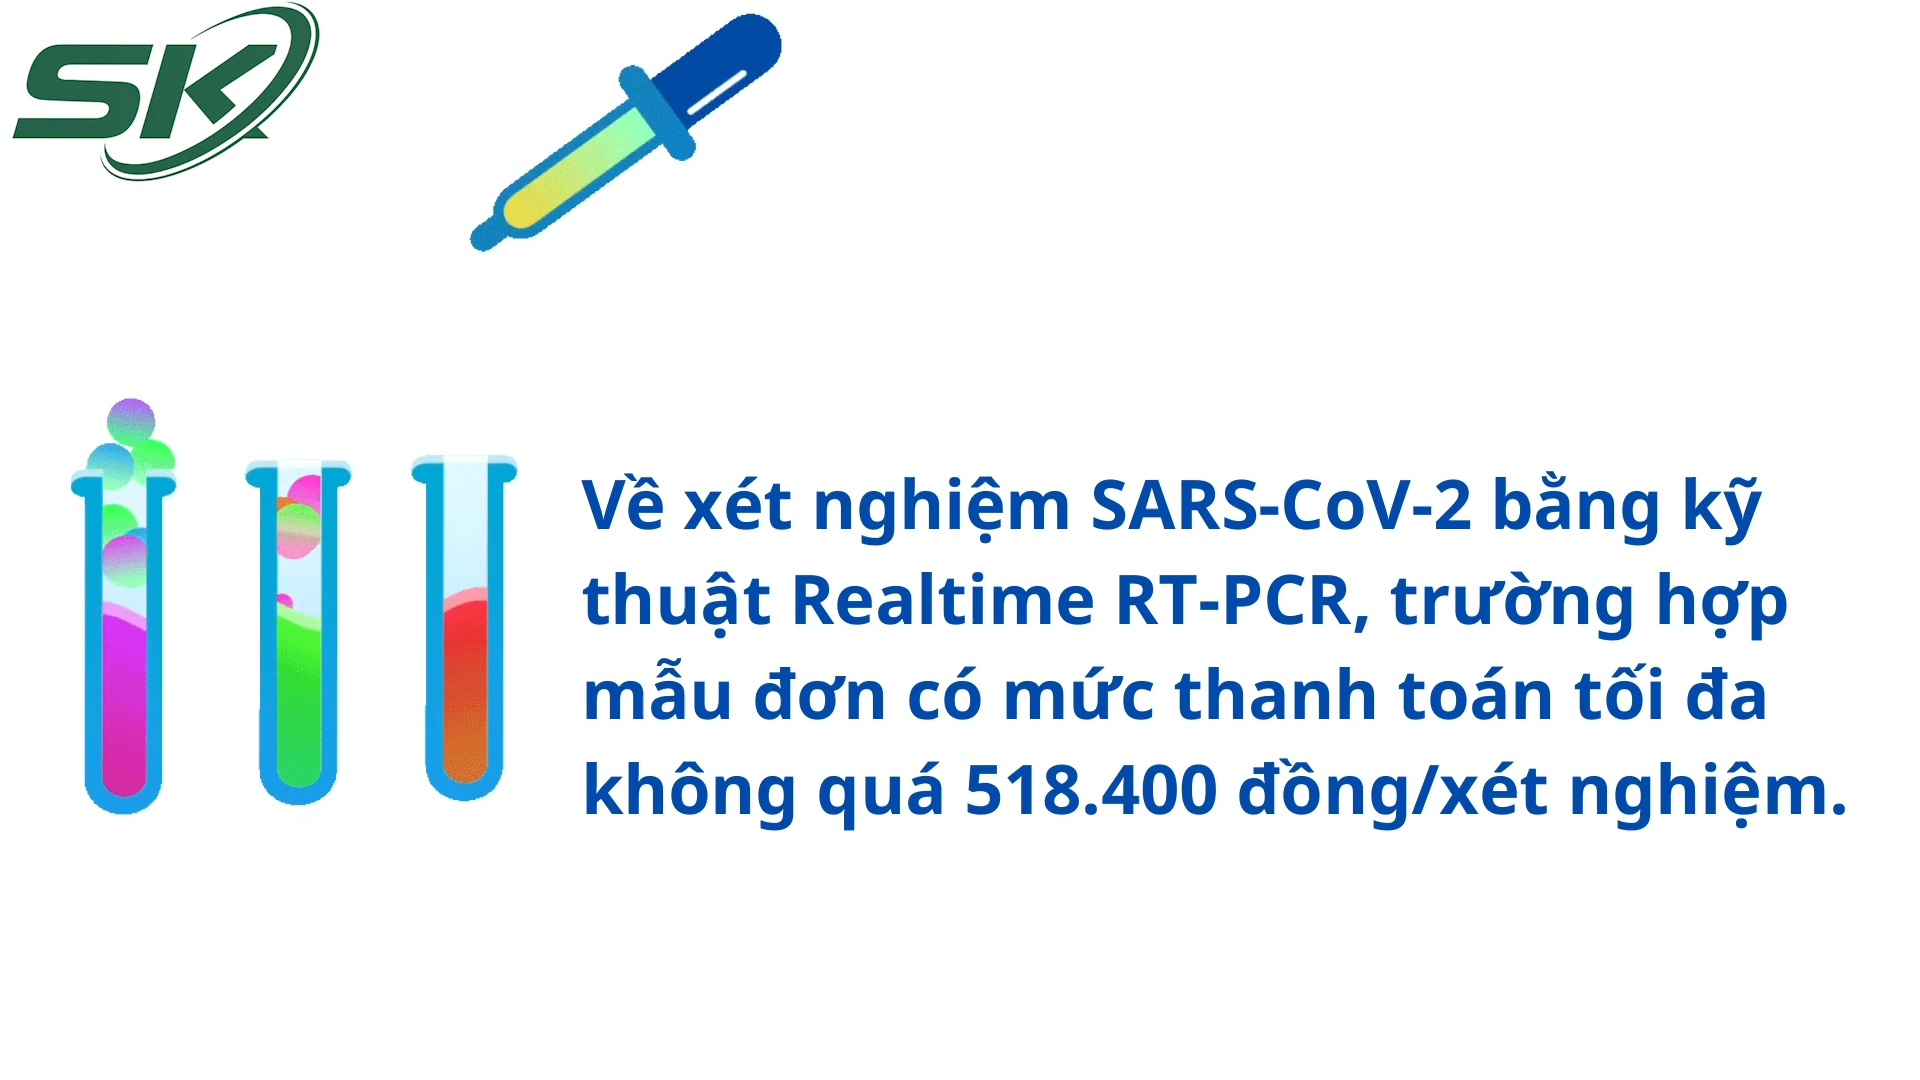 SK
Về xét nghiệm SARS-CoV-2 bằng kỹ
thuật Realtime RT-PCR, trường hợp
mẫu đơn có mức thanh toán tối đa
không quá 518.400 đồng/xét nghiệm.